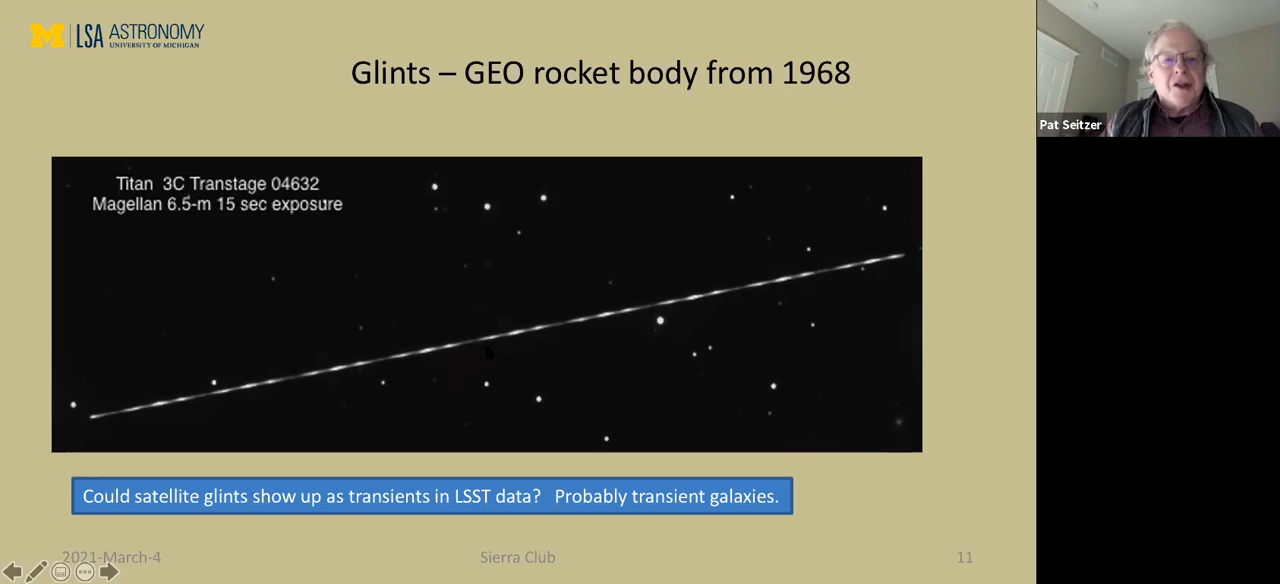 M | LSA ASTRONOMY
UNIVERSITY OF MICHIGAN
Glints – GEO rocket body from 1968
Pat Seitzer
Titan 3C Transtage 04632
Magellan 6.5-m 15 sec exposure
Could satellite glints show up as transients in LSST data? Probably transient galaxies.
2021-March-4
Sierra Club
11